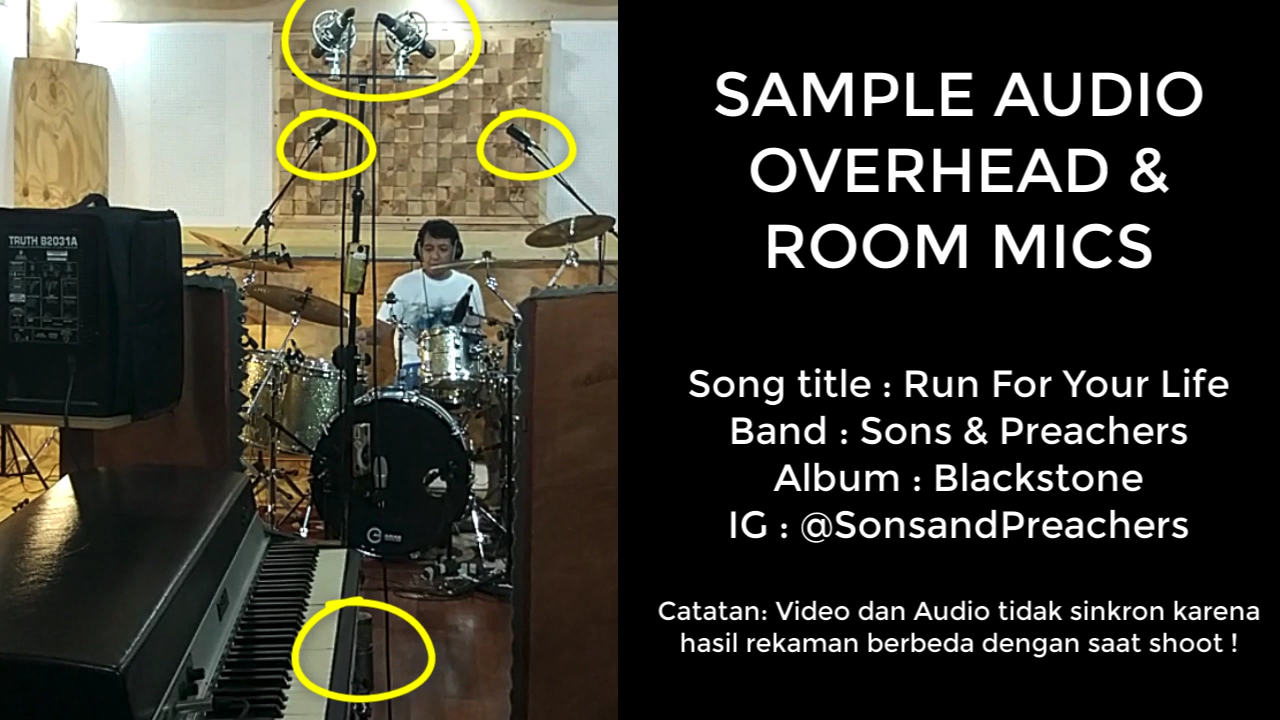 TRUTH B2031A
SAMPLE AUDIO
OVERHEAD &
ROOM MICS
Song title : Run For Your Life
Band : Sons & Preachers
Album : Blackstone
IG : @SonsandPreachers
Catatan: Video dan Audio tidak sinkron karena
hasil rekaman berbeda dengan saat shoot !